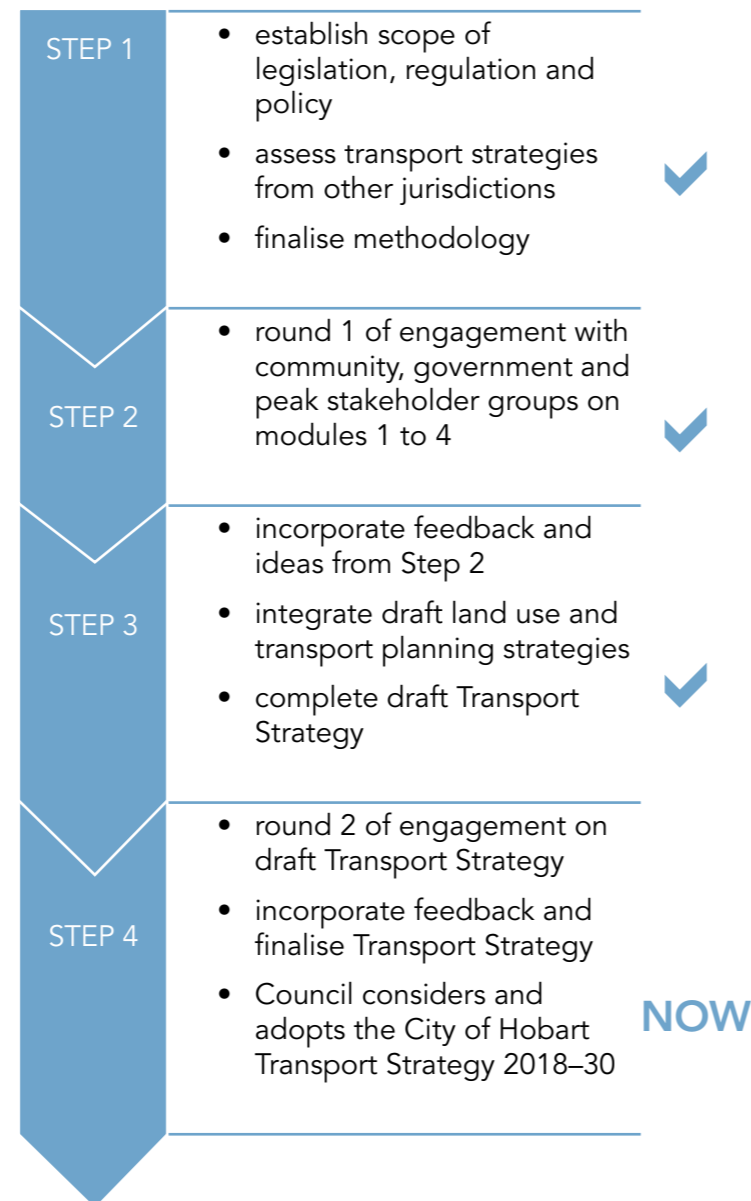 STEP 1
• establish scope of
legislation, regulation and
policy
• assess transport strategies
from other jurisdictions
• finalise methodology
STEP 2
• round 1 of engagement with
community, government and
peak stakeholder groups on
modules 1 to 4
STEP 3
• incorporate feedback and
ideas from Step 2
• integrate draft land use and
transport planning strategies
• complete draft Transport
Strategy
STEP 4
• round 2 of engagement on
draft Transport Strategy
• incorporate feedback and
finalise Transport Strategy
• Council considers and
adopts the City of Hobart
Transport Strategy 2018–30
NOW